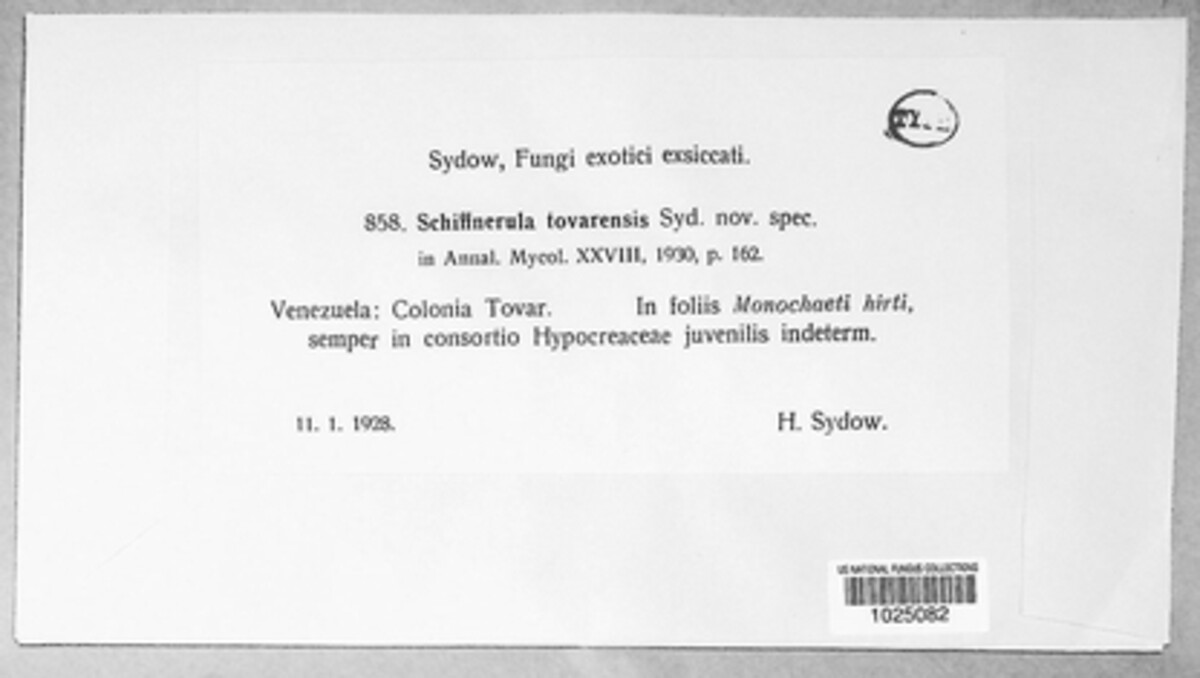 Sydow, Fungi exotici exsiccati.
858. Schiffnerula tovarensis Syd. nov. spec.
in Annal. Mycol. XXVIII, 1930, p. 162.
Venezuela: Colonia Tovar. In foliis Monochaeti hirti,
semper in consortio Hypocreaceae juvenilis indeterm.
11. 1. 1928. H. Sydow.
US NATIONAL FUNGUS COLLECTIONS
1025082